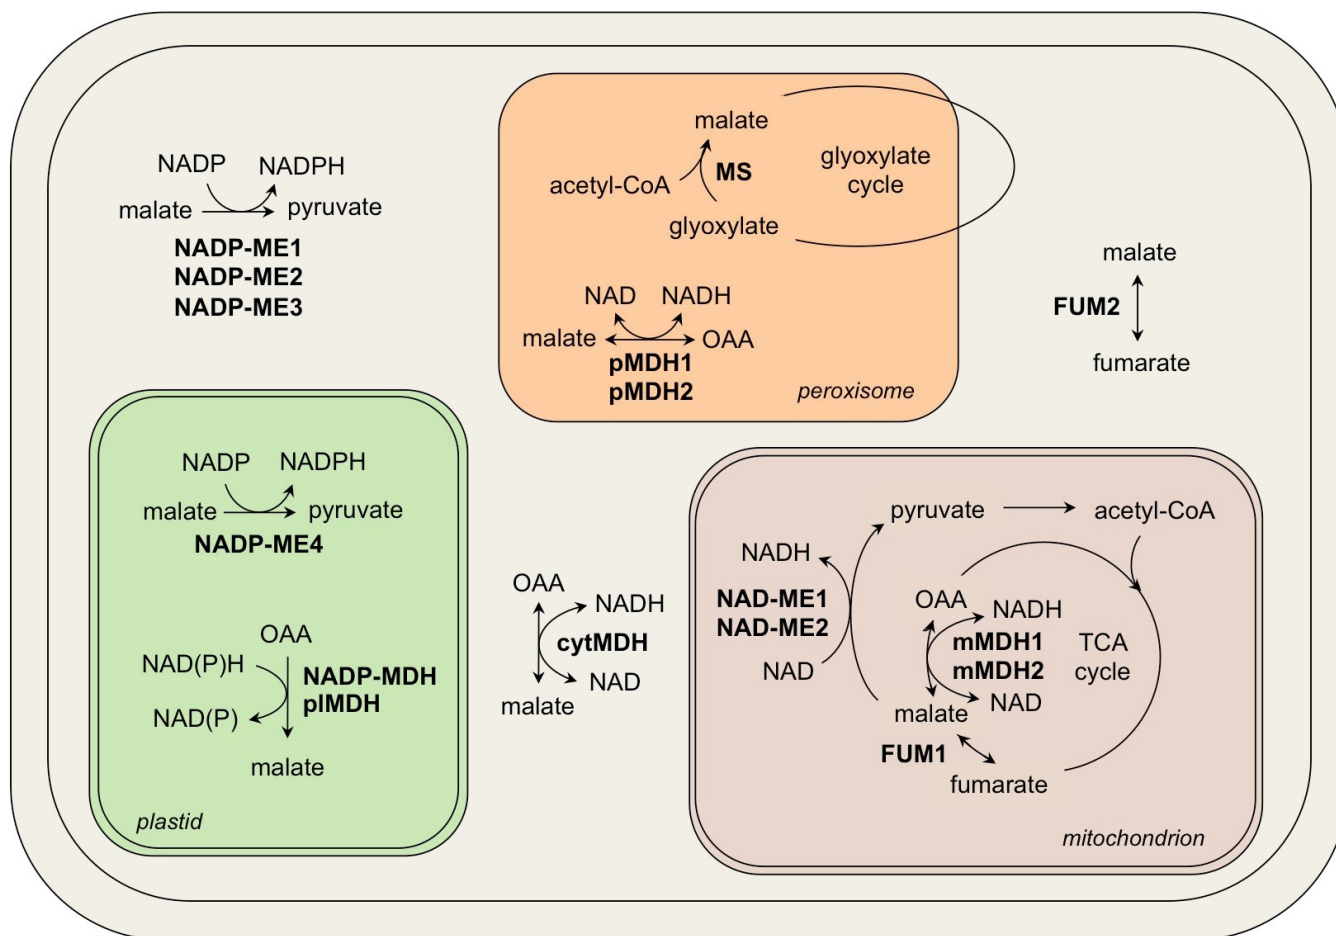 NADP NADPH
malate pyruvate
NADP-ME1
NADP-ME2
NADP-ME3
malate
acetyl-CoA MS
glyoxylate
glyoxylate
cycle
NAD NADH
malate OAA
pMDH1
pMDH2
peroxisome
malate
FUM2
fumarate
NADP NADPH
malate pyruvate
NADP-ME4
OAA
NAD(P)H
NADP-MDH
plMDH
NAD(P)
malate
plastid
OAA
NADH
cytMDH
NAD
malate
pyruvate acetyl-CoA
NADH
NAD-ME1
NAD-ME2
NAD
OAA
NADH
mMDH1
mMDH2
NAD
TCA
cycle
malate
FUM1
fumarate
mitochondrion